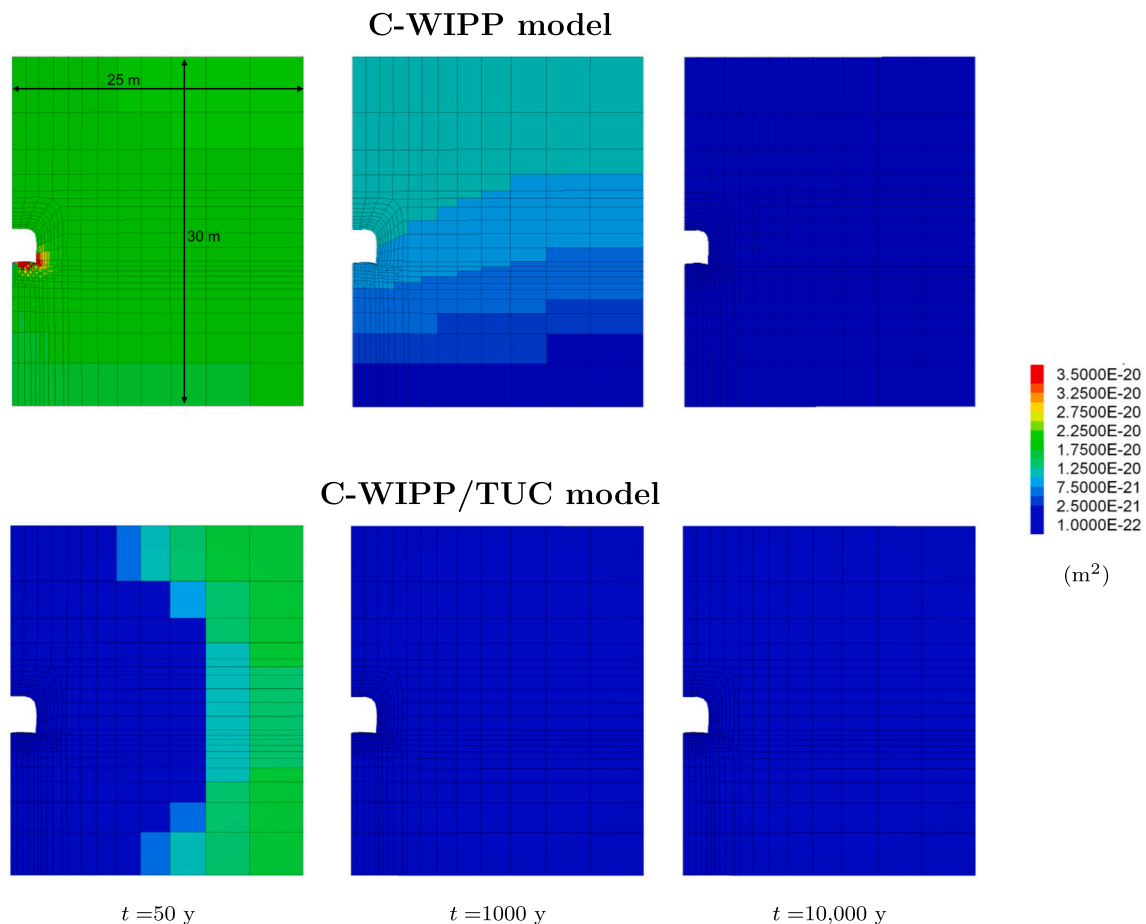 C-WIPP model
25 m
30 m
3.5000E-20
3.2500E-20
2.7500E-20
2.2500E-20
1.7500E-20
1.2500E-20
7.5000E-21
2.5000E-21
1.0000E-22
(m²)
C-WIPP/TUC model
t =50 y
t =1000 y
t =10,000 y